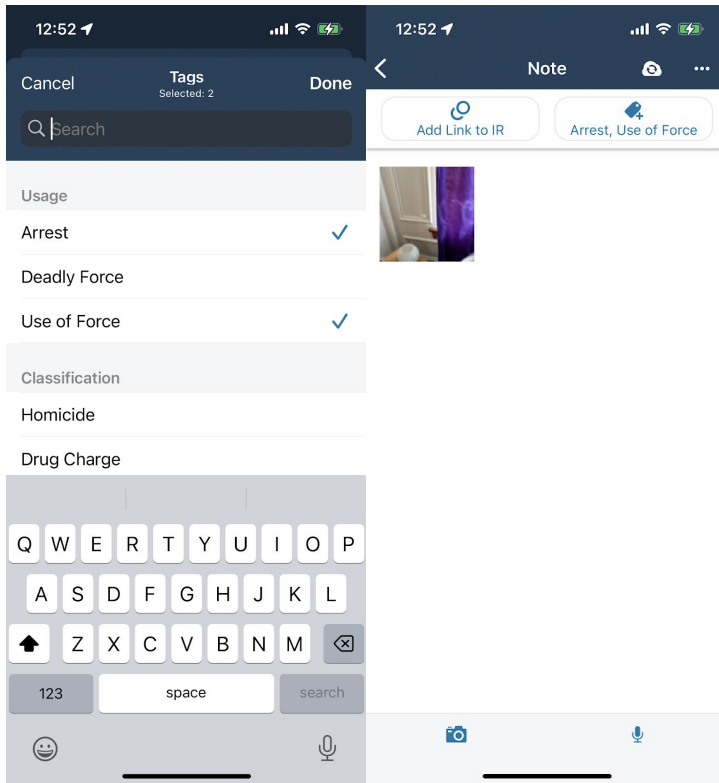 12:52
Cancel
Tags
Selected: 2
Done
Search
Usage
Arrest
Deadly Force
Use of Force
Classification
Homicide
Drug Charge
Q W E R T Y U I O P
A S D F G H J K L
Z X C V B N M
123 space search
12:52
Note
Add Link to IR
Arrest, Use of Force